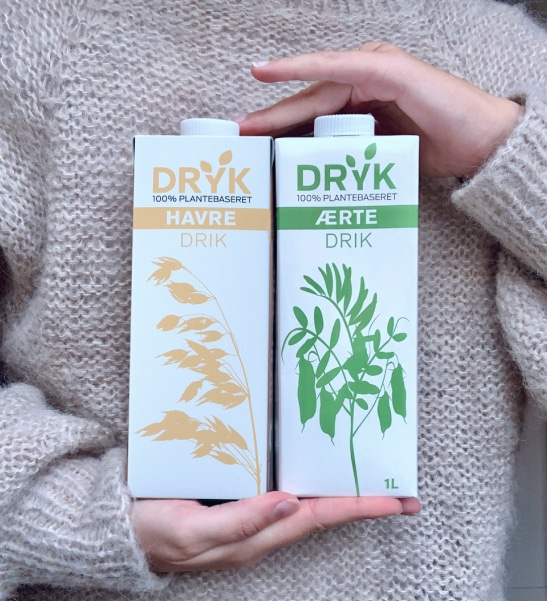 DRYK
100% PLANTEBASERET
HAVRE
DRIK
DRYK
100% PLANTEBASERET
ÆRTE
DRIK
1L